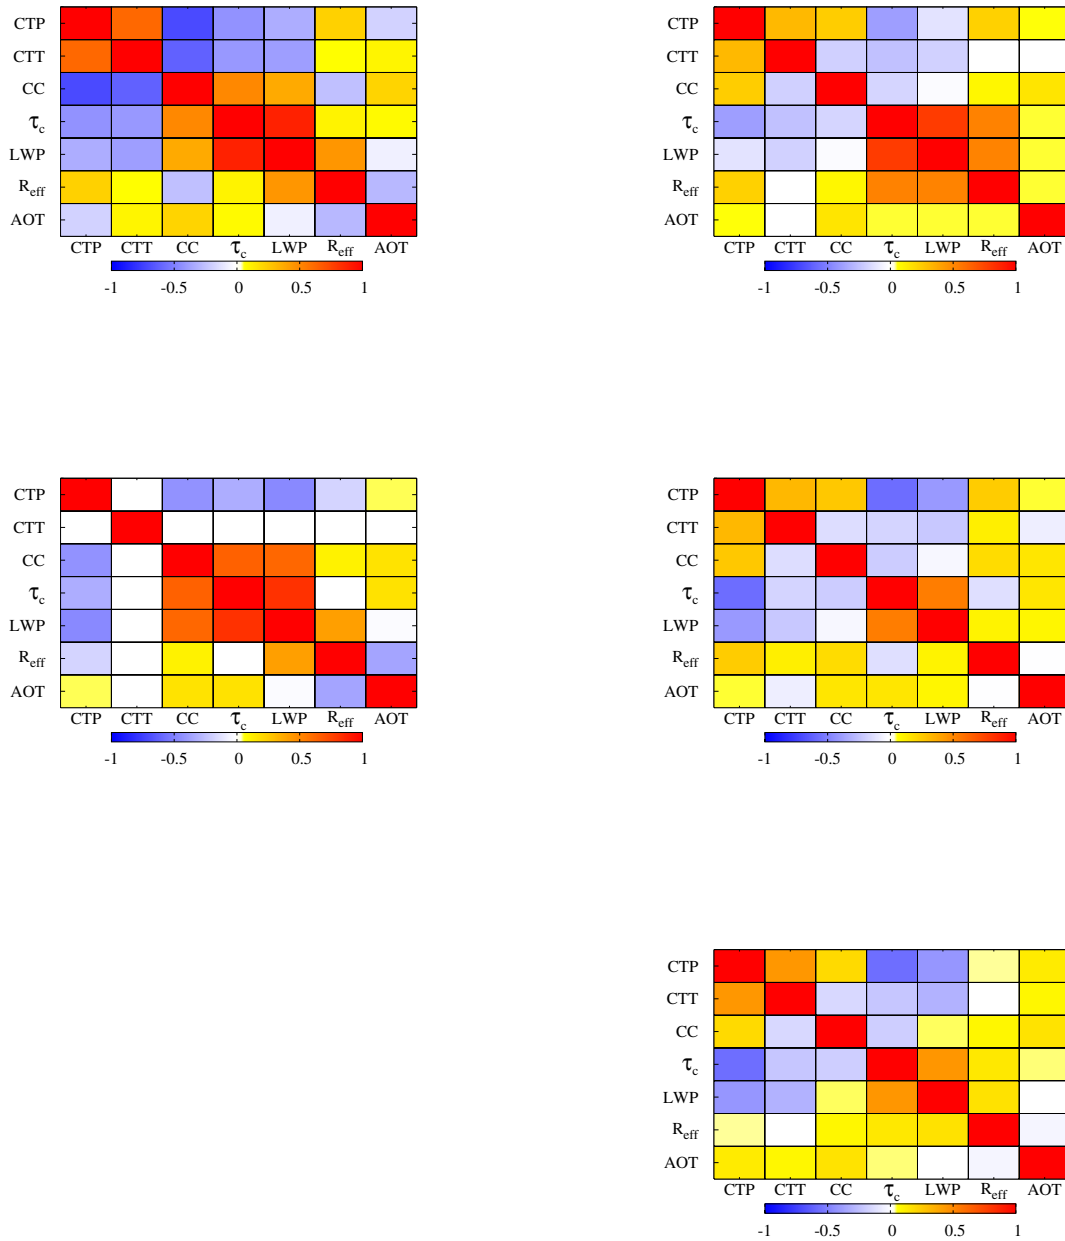 CTP
CTT
CC
τc
LWP
Reff
AOT
CTP CTT CC τc LWP Reff AOT
-1 -0.5 0 0.5 1
CTP
CTT
CC
τc
LWP
Reff
AOT
CTP CTT CC τc LWP Reff AOT
-1 -0.5 0 0.5 1
CTP
CTT
CC
τc
LWP
Reff
AOT
CTP CTT CC τc LWP Reff AOT
-1 -0.5 0 0.5 1
CTP
CTT
CC
τc
LWP
Reff
AOT
CTP CTT CC τc LWP Reff AOT
-1 -0.5 0 0.5 1
CTP
CTT
CC
τc
LWP
Reff
AOT
CTP CTT CC τc LWP Reff AOT
-1 -0.5 0 0.5 1